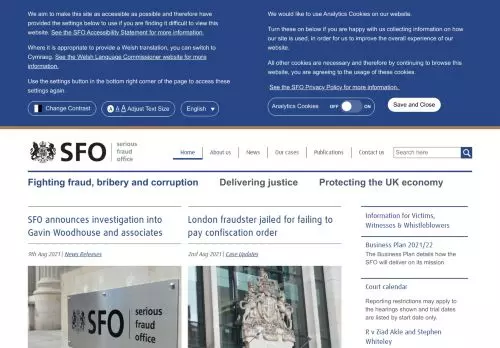 We aim to make this site as accessible as possible and therefore have
provided the settings below to use if you are finding it difficult to view this
website. See the SFO Accessibility Statement for more information.
Where it is appropriate to provide a Welsh translation, you can switch to
Cymraeg. See the Welsh Language Commissioner website for more
information.
Use the settings button in the bottom right corner of the page to access these
settings again.
Change Contrast
A A A Adjust Text Size
English
We would like to use Analytics Cookies on our website.
Turn these on below if you are happy with us collecting information on how
our site is used, in order for us to improve the overall experience of our
website.
All other cookies are necessary and therefore by continuing to browse this
website, you are agreeing to the usage of these cookies.
See the SFO Privacy Policy for more information.
Analytics Cookies OFF ON
Save and Close
SFO
serious
fraud
office
Home About us News Our cases Publications Contact us
Search here
Fighting fraud, bribery and corruption Delivering justice Protecting the UK economy
SFO announces investigation into
Gavin Woodhouse and associates
9th Aug 2021 | News Releases
SFO
serious
fraud
office
London fraudster jailed for failing to
pay confiscation order
2nd Aug 2021 | Case Updates
Information for Victims,
Witnesses & Whistleblowers
Business Plan 2021/22
The Business Plan details how the
SFO will deliver on its mission
Court calendar
Reporting restrictions may apply to
the hearings shown and trial dates
are listed by start date only.
R v Ziad Akle and Stephen
Whiteley